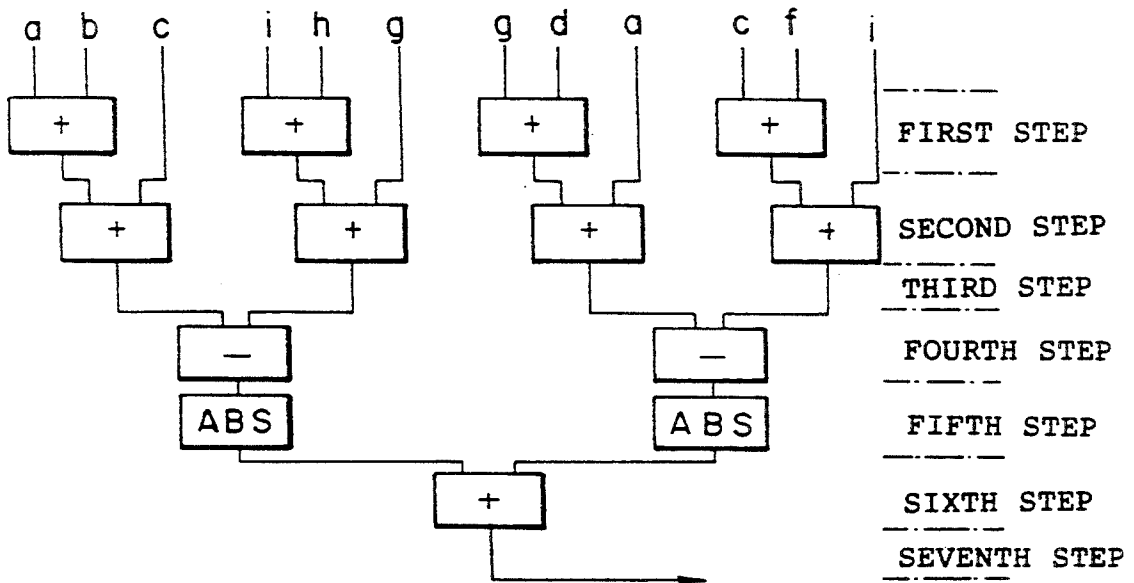 a b c i h g g d a c f i
+ + + + FIRST STEP
+ + + + SECOND STEP
THIRD STEP
− − FOURTH STEP
ABS ABS FIFTH STEP
+ SIXTH STEP
SEVENTH STEP